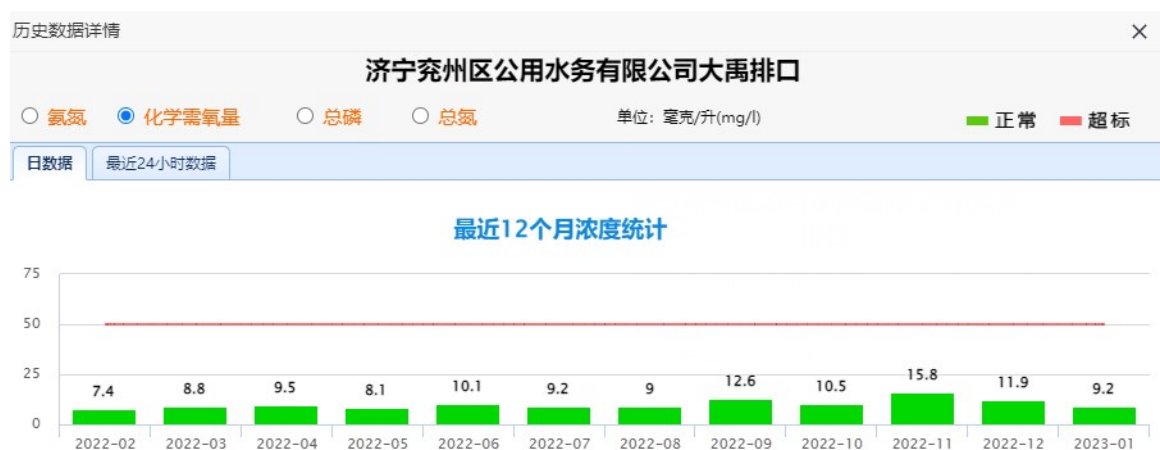 历史数据详情 ×
济宁兖州区公用水务有限公司大禹排口
氨氮 化学需氧量 总磷 总氮 单位：毫克/升(mg/l) 正常 超标
日数据 最近24小时数据
最近12个月浓度统计
75
50
25
7.4 8.8 9.5 8.1 10.1 9.2 9 12.6 10.5 15.8 11.9 9.2
0
2022-02 2022-03 2022-04 2022-05 2022-06 2022-07 2022-08 2022-09 2022-10 2022-11 2022-12 2023-01